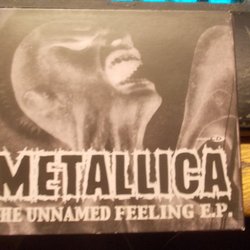 METALLICA
HE UNNAMED FEELING E.P.